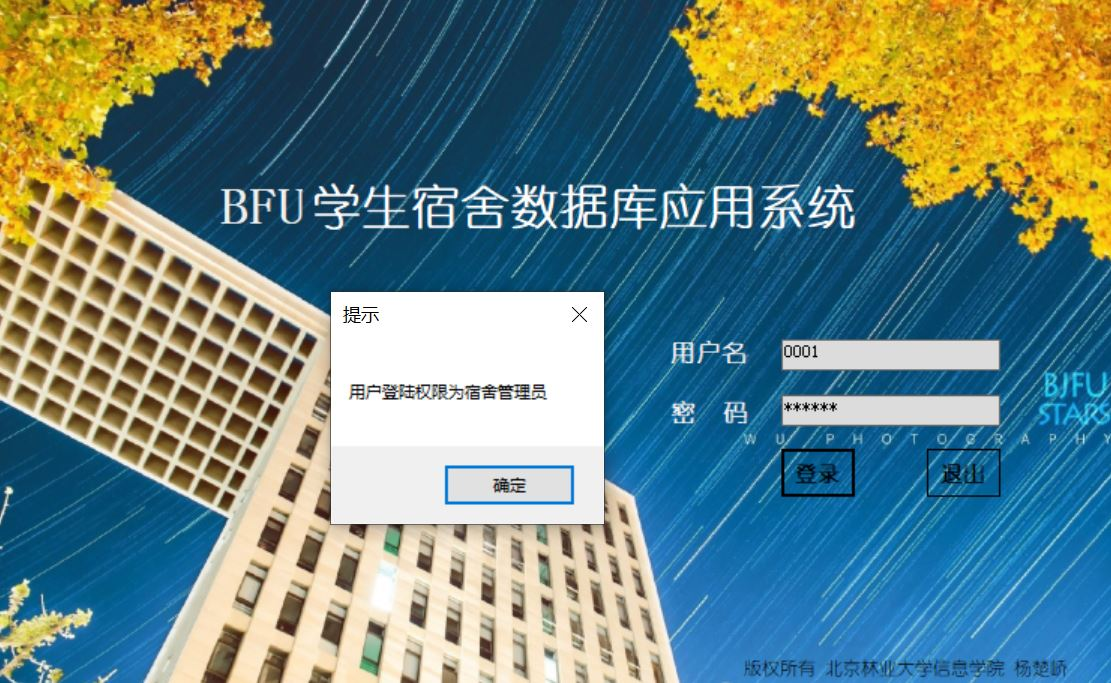 BFU学生宿舍数据库应用系统
提示
用户登陆权限为宿舍管理员
确定
用户名 0001
密 码 ******
BJFU
STARS
WU PHOTOGRAPHY
登录 退出
版权所有 北京林业大学信息学院 杨楚峤